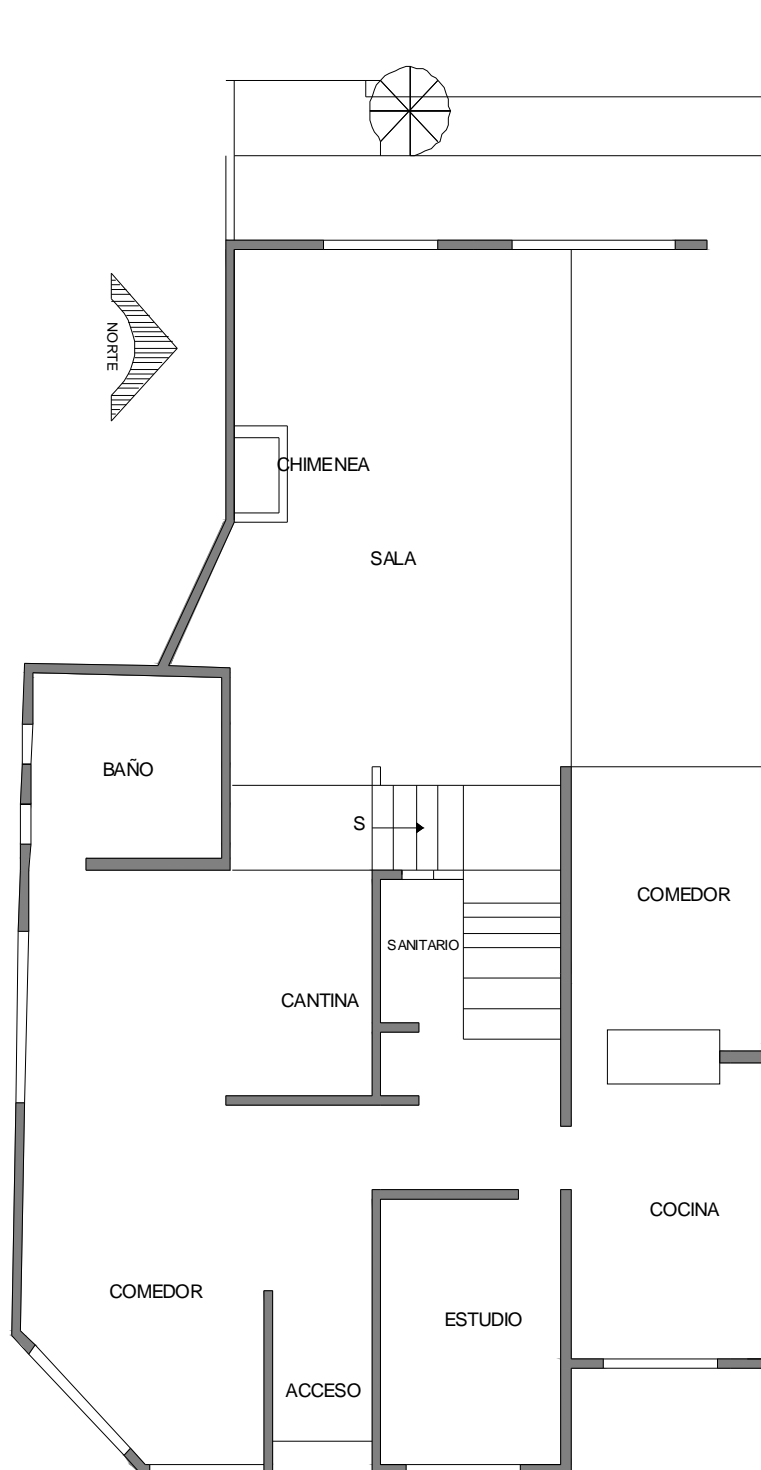 NORTE
CHIMENEA
SALA
BAÑO
S
COMEDOR
SANITARIO
CANTINA
COCINA
COMEDOR
ESTUDIO
ACCESO